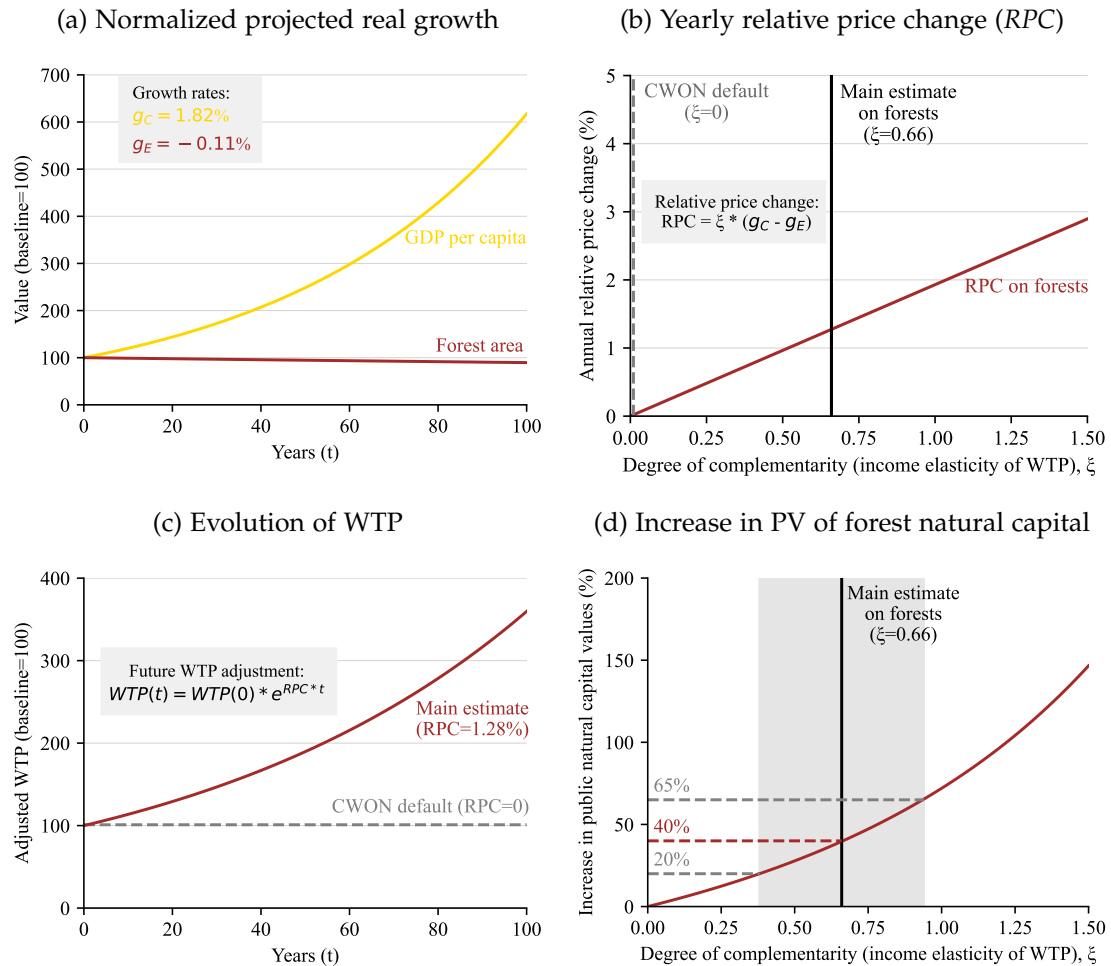 (a) Normalized projected real growth
700
600
500
400
300
200
100
0
Value (baseline=100)
Growth rates:
g_C = 1.82%
g_E = − 0.11%
GDP per capita
Forest area
0 20 40 60 80 100
Years (t)
(b) Yearly relative price change (RPC)
5
4
3
2
1
0
Annual relative price change (%)
CWON default
(ξ=0)
Main estimate
on forests
(ξ=0.66)
Relative price change:
RPC = ξ * (g_C - g_E)
RPC on forests
0.00 0.25 0.50 0.75 1.00 1.25 1.50
Degree of complementarity (income elasticity of WTP), ξ
(c) Evolution of WTP
400
300
200
100
0
Adjusted WTP (baseline=100)
Future WTP adjustment:
WTP(t) = WTP(0) * e^{RPC * t}
Main estimate
(RPC=1.28%)
CWON default (RPC=0)
0 20 40 60 80 100
Years (t)
(d) Increase in PV of forest natural capital
200
150
100
50
0
Increase in public natural capital values (%)
Main estimate
on forests
(ξ=0.66)
65%
40%
20%
0.00 0.25 0.50 0.75 1.00 1.25 1.50
Degree of complementarity (income elasticity of WTP), ξ